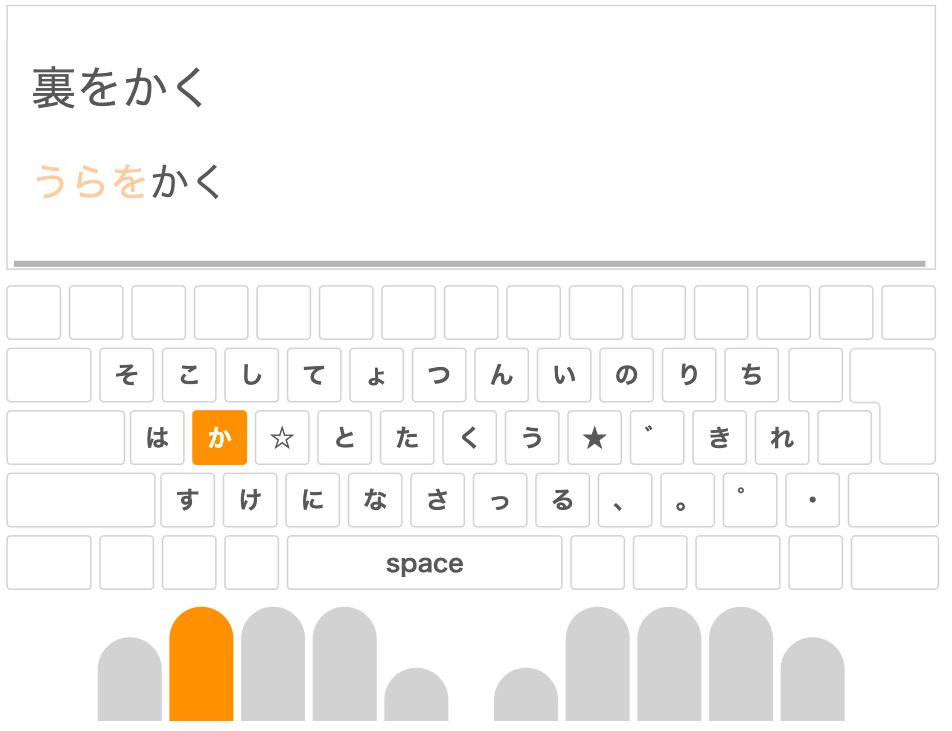 裏をかく
うらをかく
そ こ し て ょ つ ん い の り ち
は か ☆ と た く う ★ ゛ き れ
す け に な さ っ る 、 。 ゜ ・
space